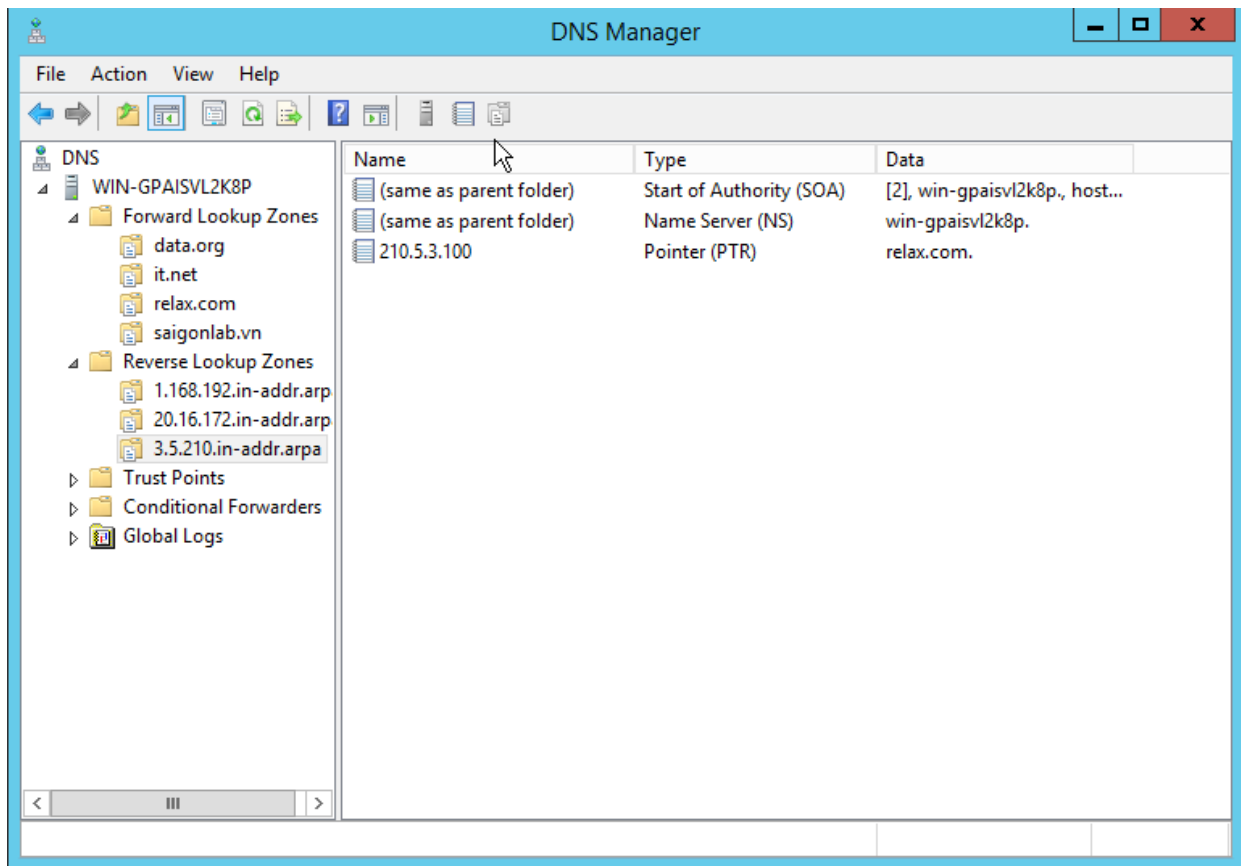 DNS Manager
File Action View Help
DNS
WIN-GPAISVL2K8P
Forward Lookup Zones
data.org
it.net
relax.com
saigonlab.vn
Reverse Lookup Zones
1.168.192.in-addr.arp
20.16.172.in-addr.arp
3.5.210.in-addr.arpa
Trust Points
Conditional Forwarders
Global Logs
Name Type Data
(same as parent folder) Start of Authority (SOA) [2], win-gpaisvl2k8p., host...
(same as parent folder) Name Server (NS) win-gpaisvl2k8p.
210.5.3.100 Pointer (PTR) relax.com.